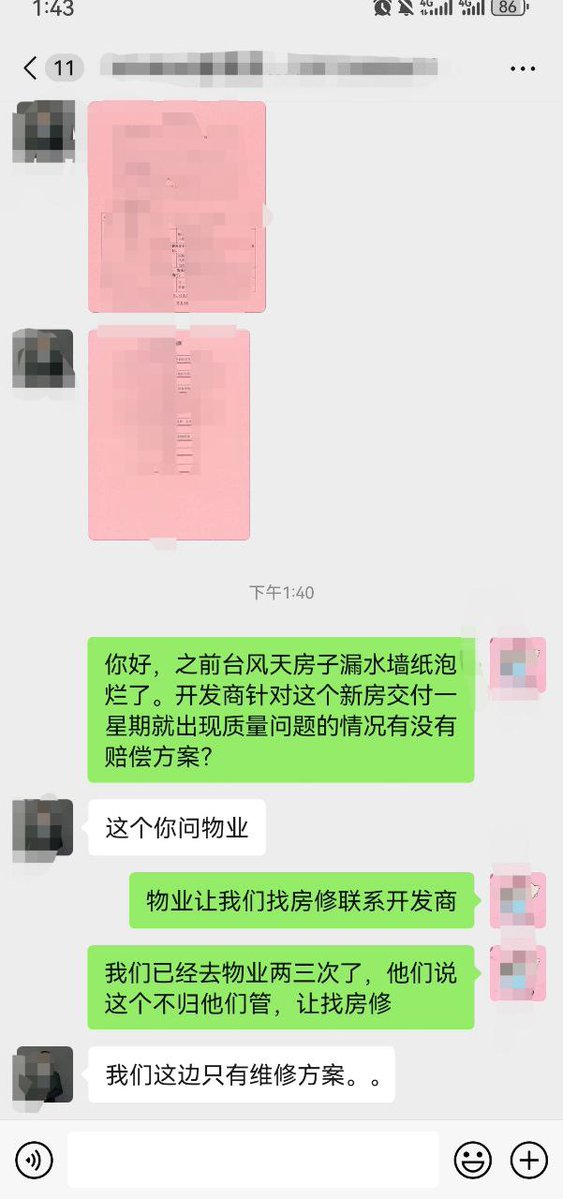 1:43
4G
4G
86
11
下午1:40
你好，之前台风天房子漏水墙纸泡
烂了。开发商针对这个新房交付一
星期就出现质量问题的情况有没有
赔偿方案？
这个你问物业
物业让我们找房修联系开发商
我们已经去物业两三次了，他们说
这个不归他们管，让找房修
我们这边只有维修方案。。